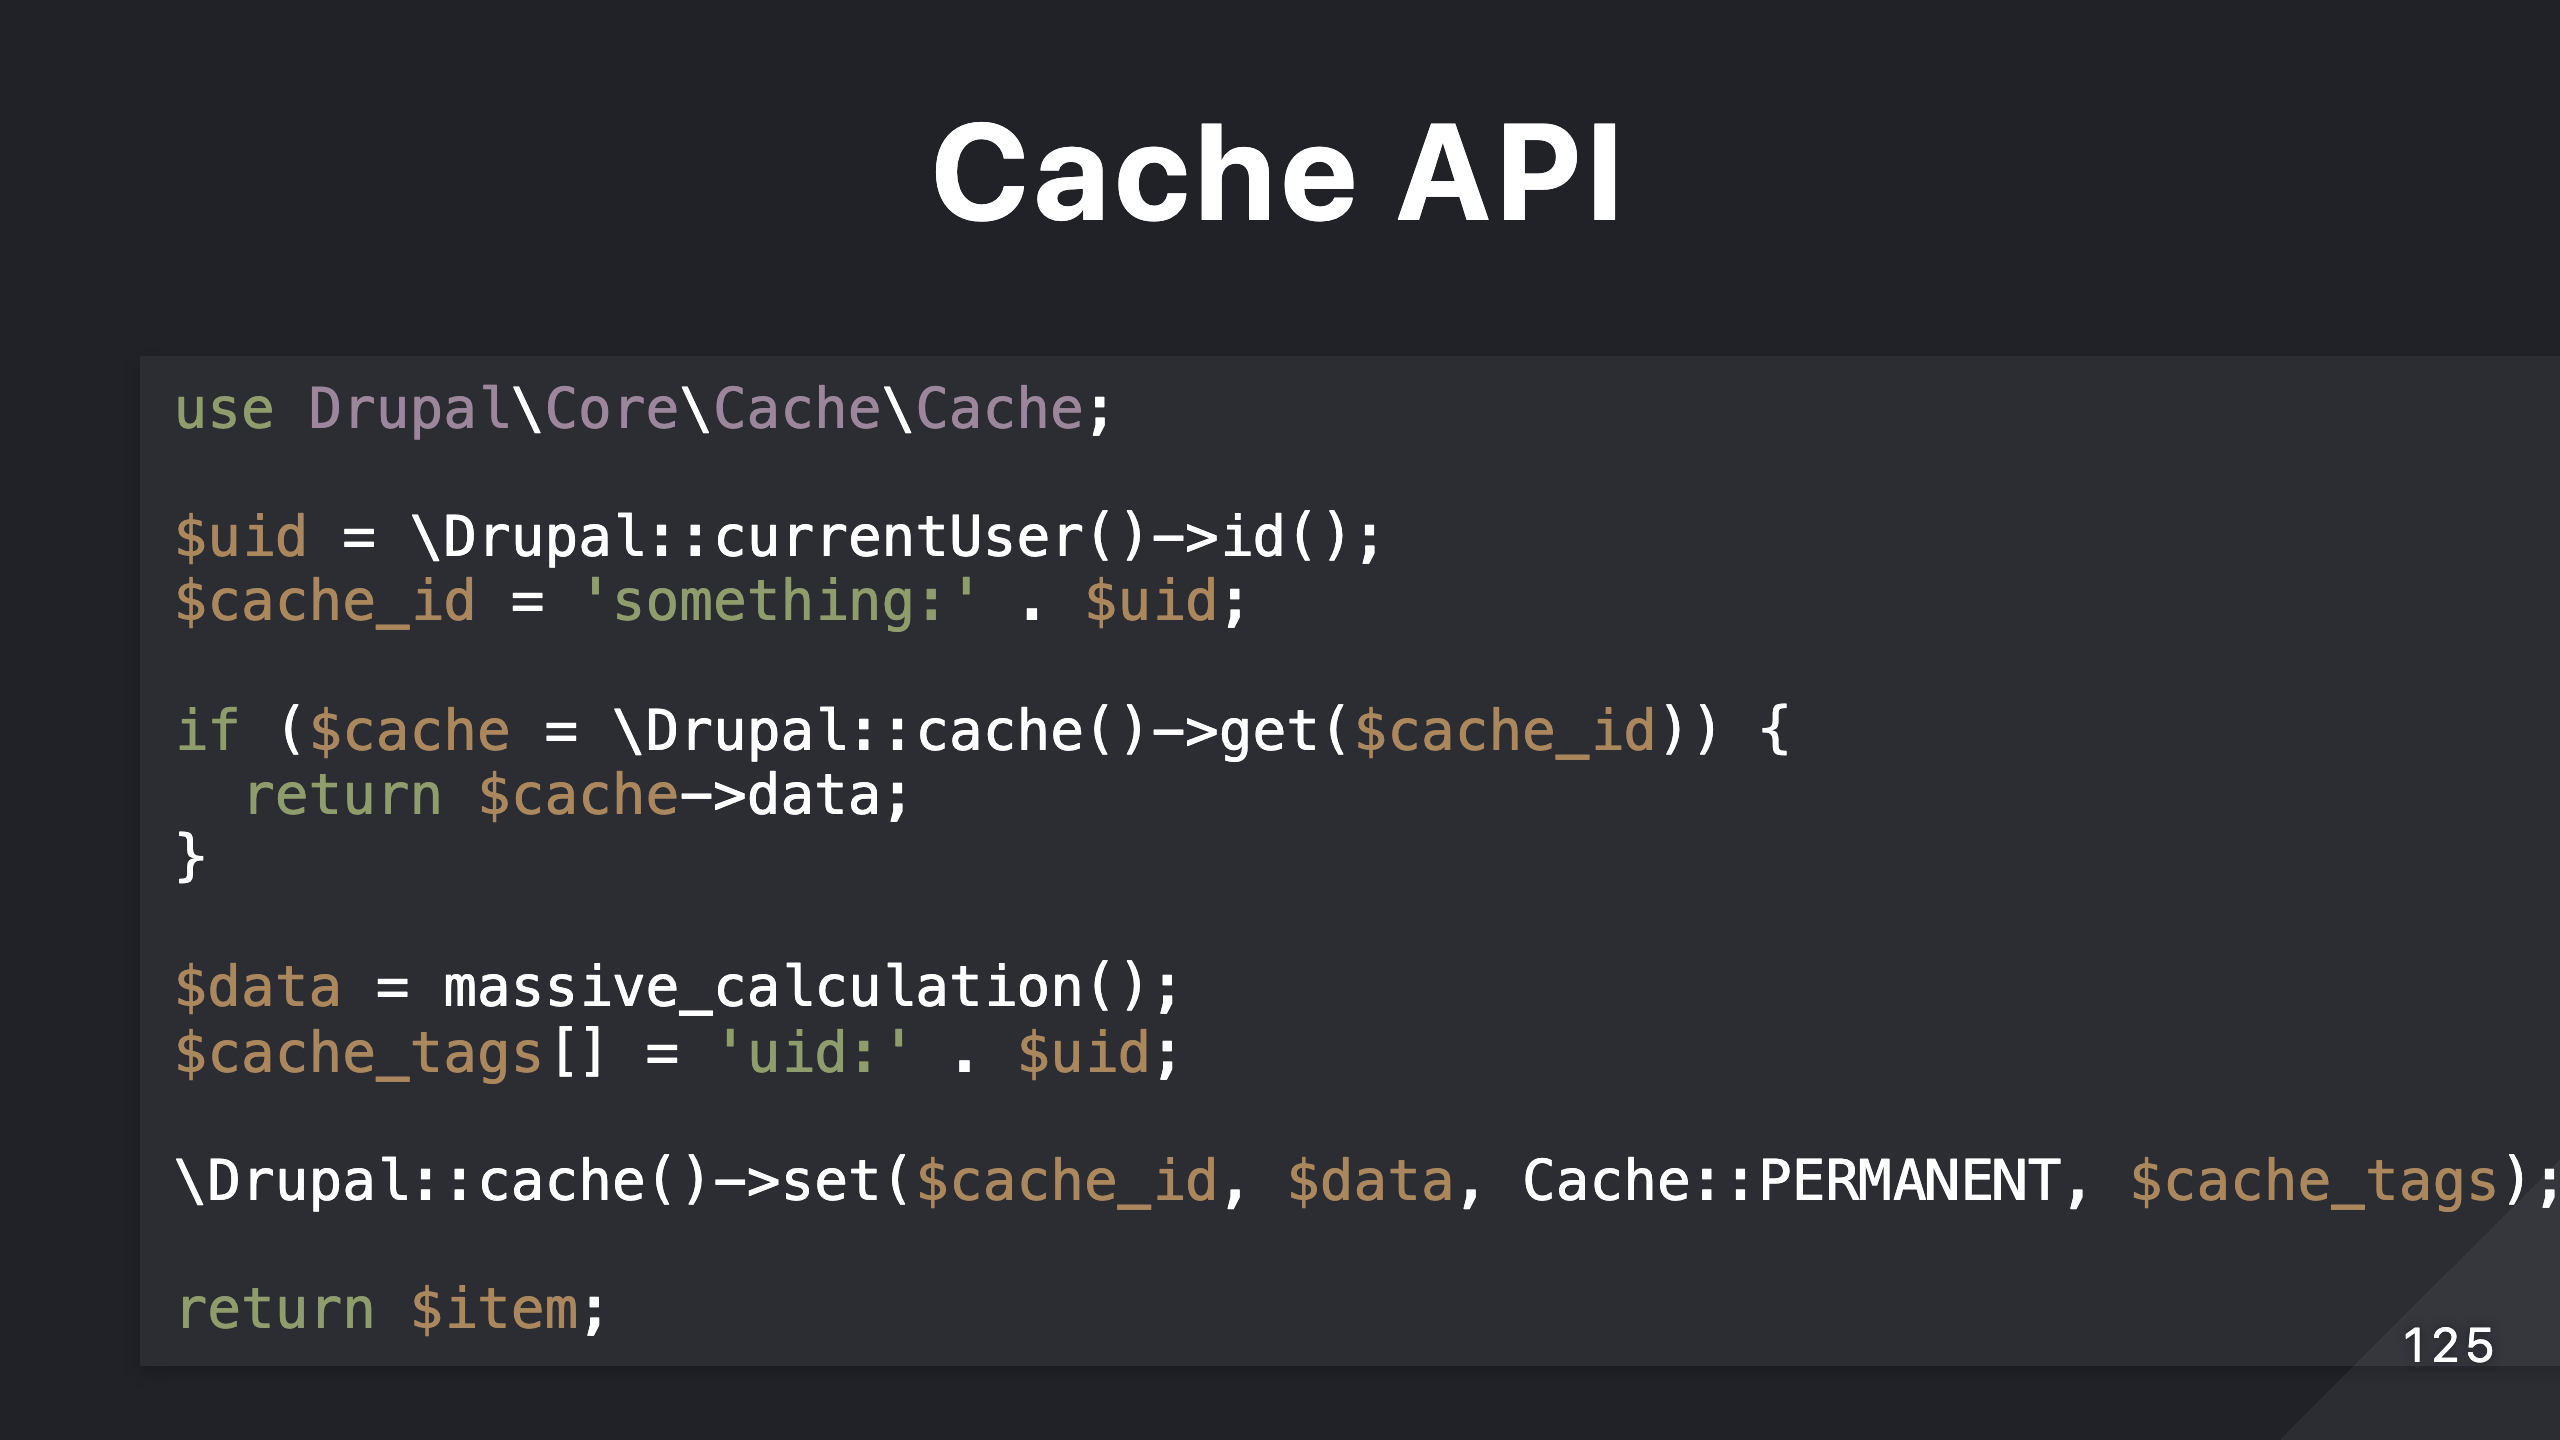 Cache API
use Drupal\Core\Cache\Cache;
$uid = \Drupal::currentUser()->id();
$cache_id = 'something:' . $uid;
if ($cache = \Drupal::cache()->get($cache_id)) {
  return $cache->data;
}
$data = massive_calculation();
$cache_tags[] = 'uid:' . $uid;
\Drupal::cache()->set($cache_id, $data, Cache::PERMANENT, $cache_tags);
return $item;
125